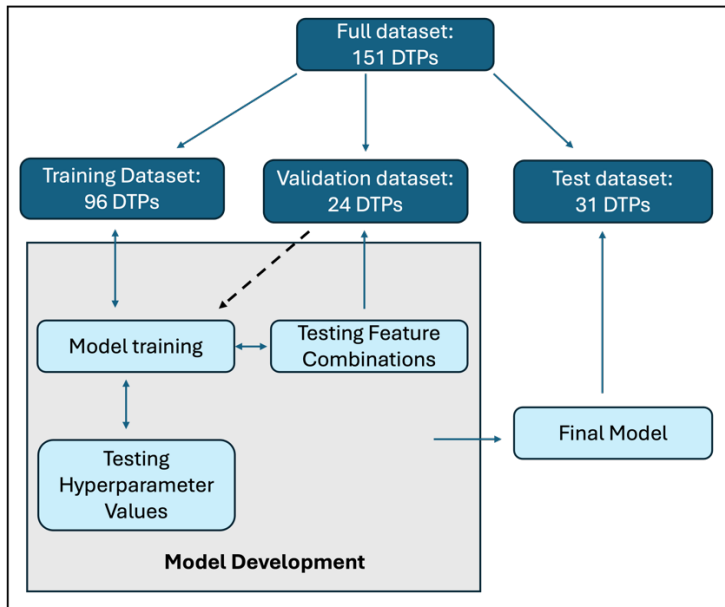 Full dataset:
151 DTPs
Training Dataset:
96 DTPs
Validation dataset:
24 DTPs
Test dataset:
31 DTPs
Model training
Testing Feature
Combinations
Final Model
Testing
Hyperparameter
Values
Model Development